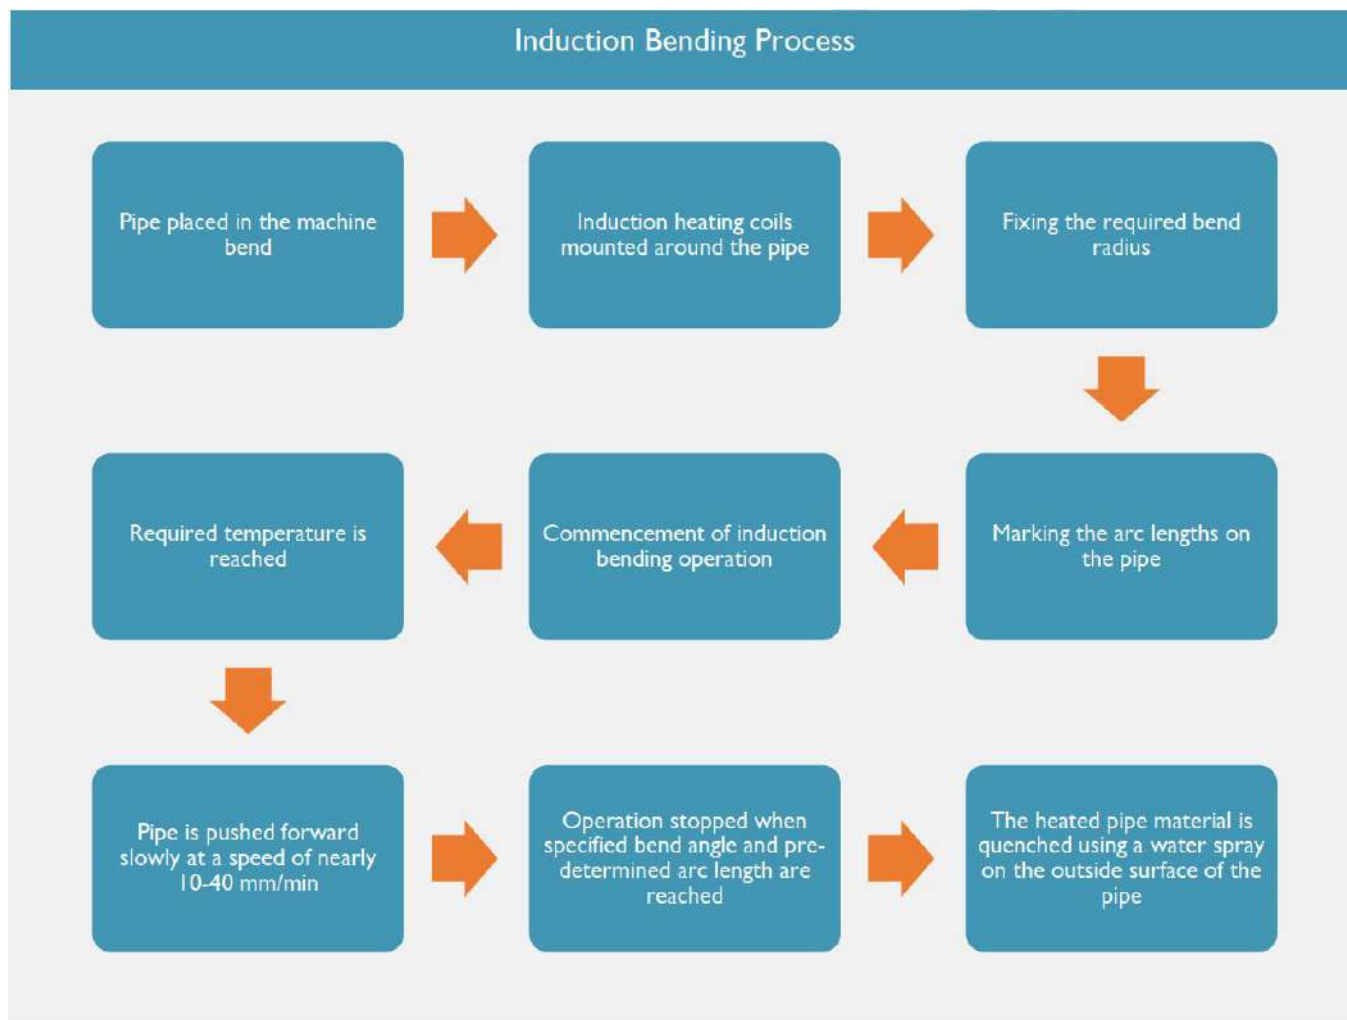 Induction Bending Process
Pipe placed in the machine
bend
Induction heating coils
mounted around the pipe
Fixing the required bend
radius
Marking the arc lengths on
the pipe
Commencement of induction
bending operation
Required temperature is
reached
Pipe is pushed forward
slowly at a speed of nearly
10-40 mm/min
Operation stopped when
specified bend angle and pre-
determined arc length are
reached
The heated pipe material is
quenched using a water spray
on the outside surface of the
pipe